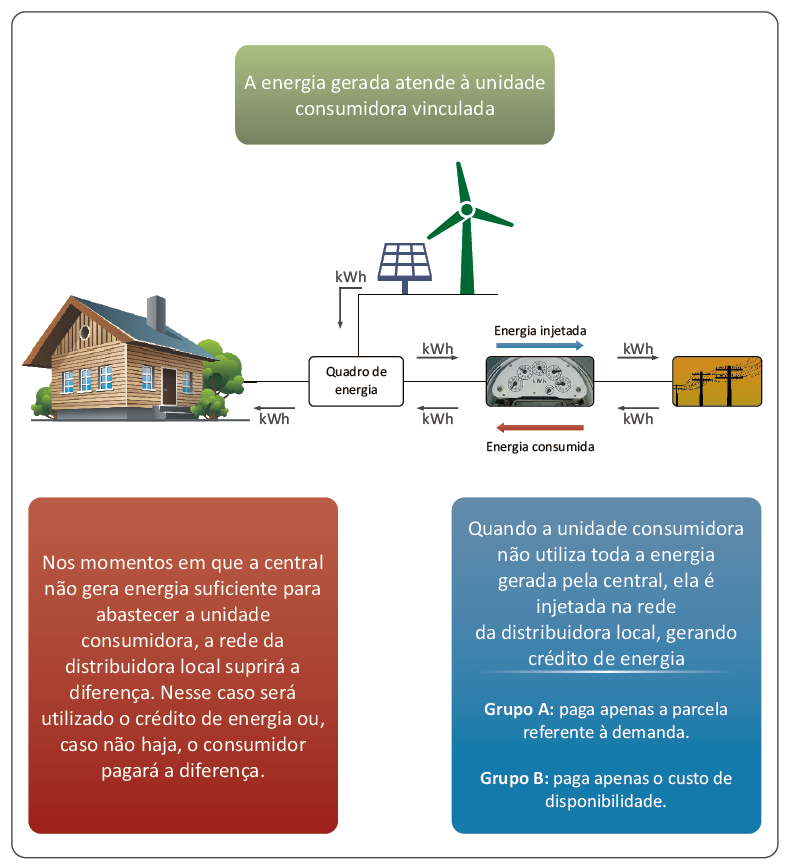 A energia gerada atende à unidade
consumidora vinculada
kWh
Energia injetada
kWh
kWh
Quadro de
energia
kWh
kWh
kWh
kWh
Energia consumida
Nos momentos em que a central
não gera energia suficiente para
abastecer a unidade
consumidora, a rede da
distribuidora local suprirá a
diferença. Nesse caso será
utilizado o crédito de energia ou,
caso não haja, o consumidor
pagará a diferença.
Quando a unidade consumidora
não utiliza toda a energia
gerada pela central, ela é
injetada na rede
da distribuidora local, gerando
crédito de energia
Grupo A: paga apenas a parcela
referente à demanda.
Grupo B: paga apenas o custo de
disponibilidade.